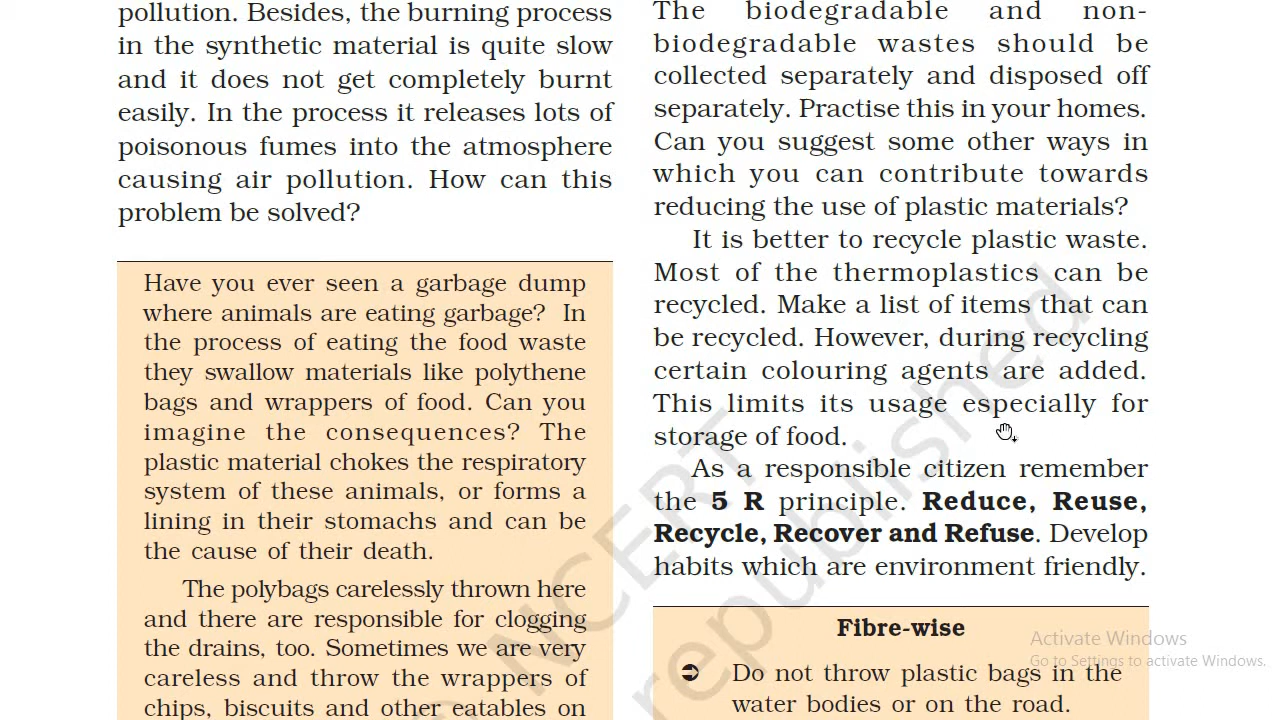 pollution. Besides, the burning process
in the synthetic material is quite slow
and it does not get completely burnt
easily. In the process it releases lots of
poisonous fumes into the atmosphere
causing air pollution. How can this
problem be solved?
Have you ever seen a garbage dump
where animals are eating garbage? In
the process of eating the food waste
they swallow materials like polythene
bags and wrappers of food. Can you
imagine the consequences? The
plastic material chokes the respiratory
system of these animals, or forms a
lining in their stomachs and can be
the cause of their death.
The polybags carelessly thrown here
and there are responsible for clogging
the drains, too. Sometimes we are very
careless and throw the wrappers of
chips, biscuits and other eatables on
The biodegradable and non-
biodegradable wastes should be
collected separately and disposed off
separately. Practise this in your homes.
Can you suggest some other ways in
which you can contribute towards
reducing the use of plastic materials?
It is better to recycle plastic waste.
Most of the thermoplastics can be
recycled. Make a list of items that can
be recycled. However, during recycling
certain colouring agents are added.
This limits its usage especially for
storage of food.
As a responsible citizen remember
the 5 R principle. Reduce, Reuse,
Recycle, Recover and Refuse. Develop
habits which are environment friendly.
Fibre-wise
➲ Do not throw plastic bags in the
water bodies or on the road.
© NCERT
republished
Activate Windows
Go to Settings to activate Windows.